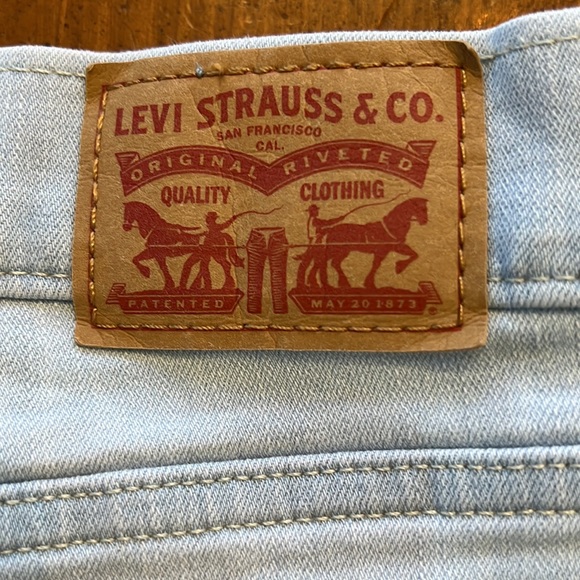 LEVI STRAUSS & CO.
SAN FRANCISCO
CAL.
ORIGINAL RIVETED
QUALITY CLOTHING
PATENTED MAY 20 1873
®